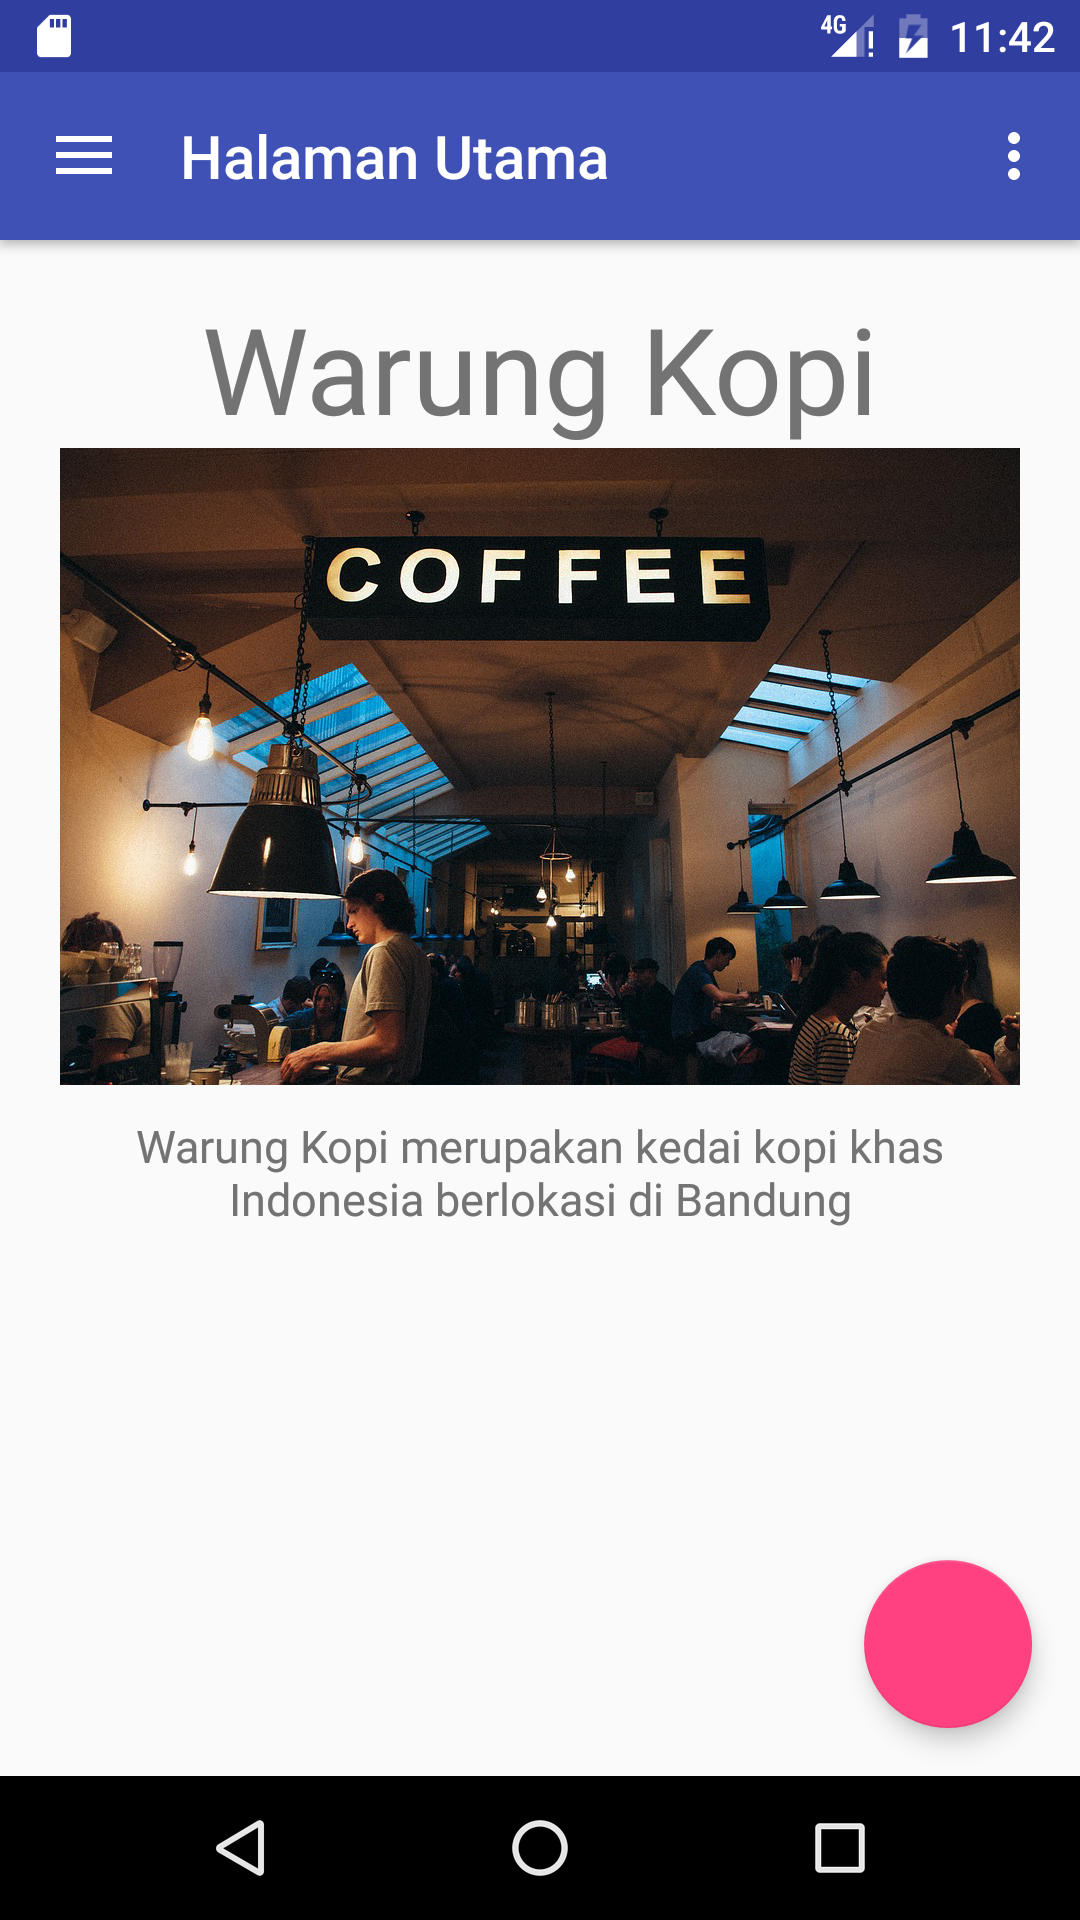 4G 11:42
Halaman Utama
Warung Kopi
COFFEE
Warung Kopi merupakan kedai kopi khas
Indonesia berlokasi di Bandung